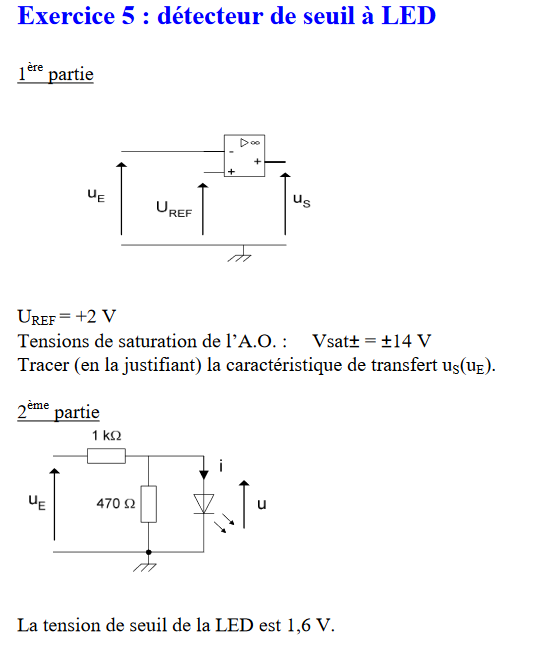 Exercice 5 : détecteur de seuil à LED
1ère partie
▷∞
-
+
+
uE
UREF
uS
UREF = +2 V
Tensions de saturation de l'A.O. : Vsat± = ±14 V
Tracer (en la justifiant) la caractéristique de transfert uS(uE).
2ème partie
1 kΩ
i
uE
470 Ω
u
La tension de seuil de la LED est 1,6 V.